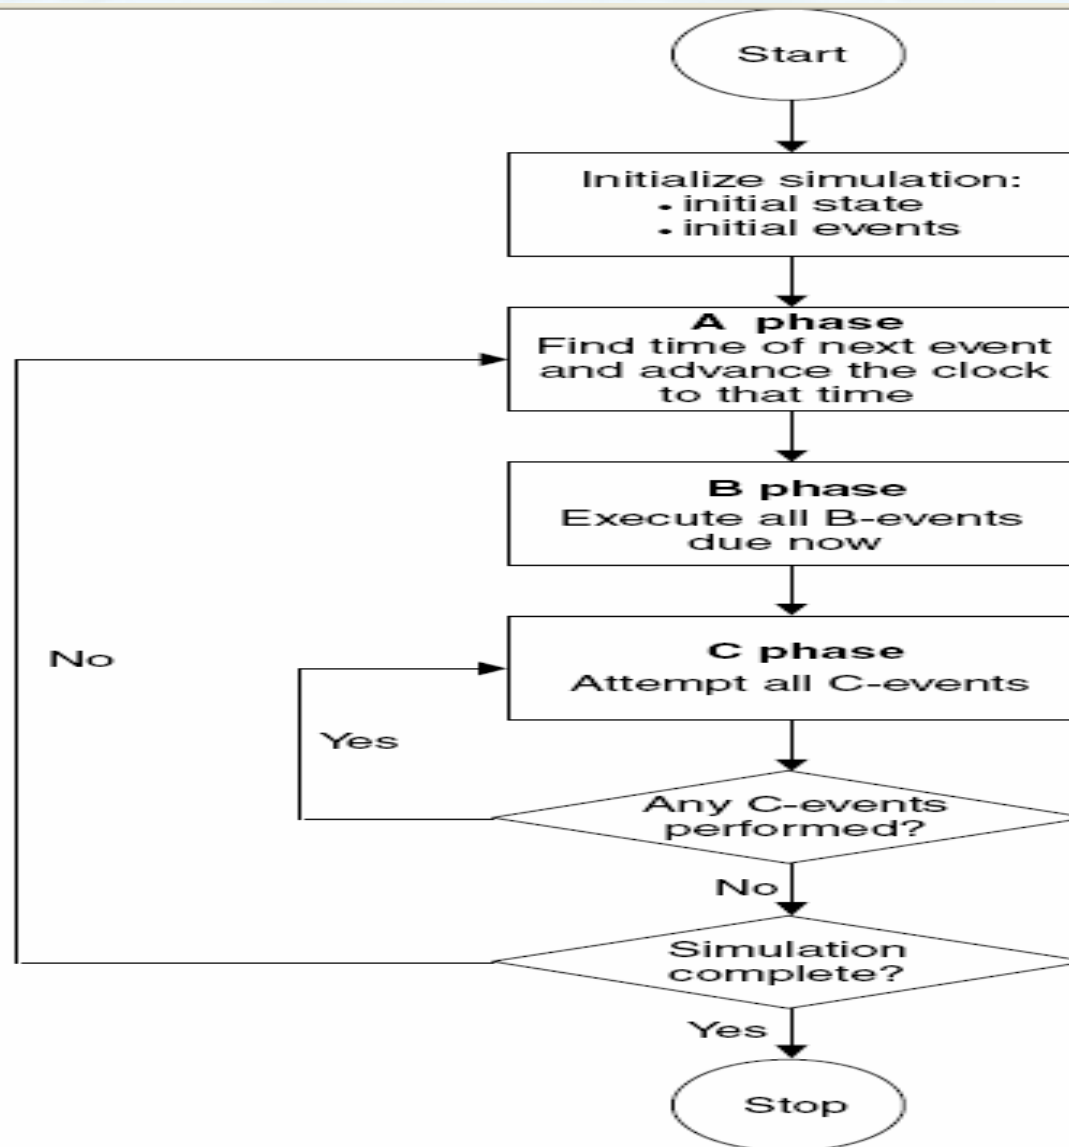 Start
Initialize simulation:
• initial state
• initial events
A phase
Find time of next event
and advance the clock
to that time
B phase
Execute all B-events
due now
C phase
Attempt all C-events
No
Yes
Any C-events
performed?
No
Simulation
complete?
Yes
Stop